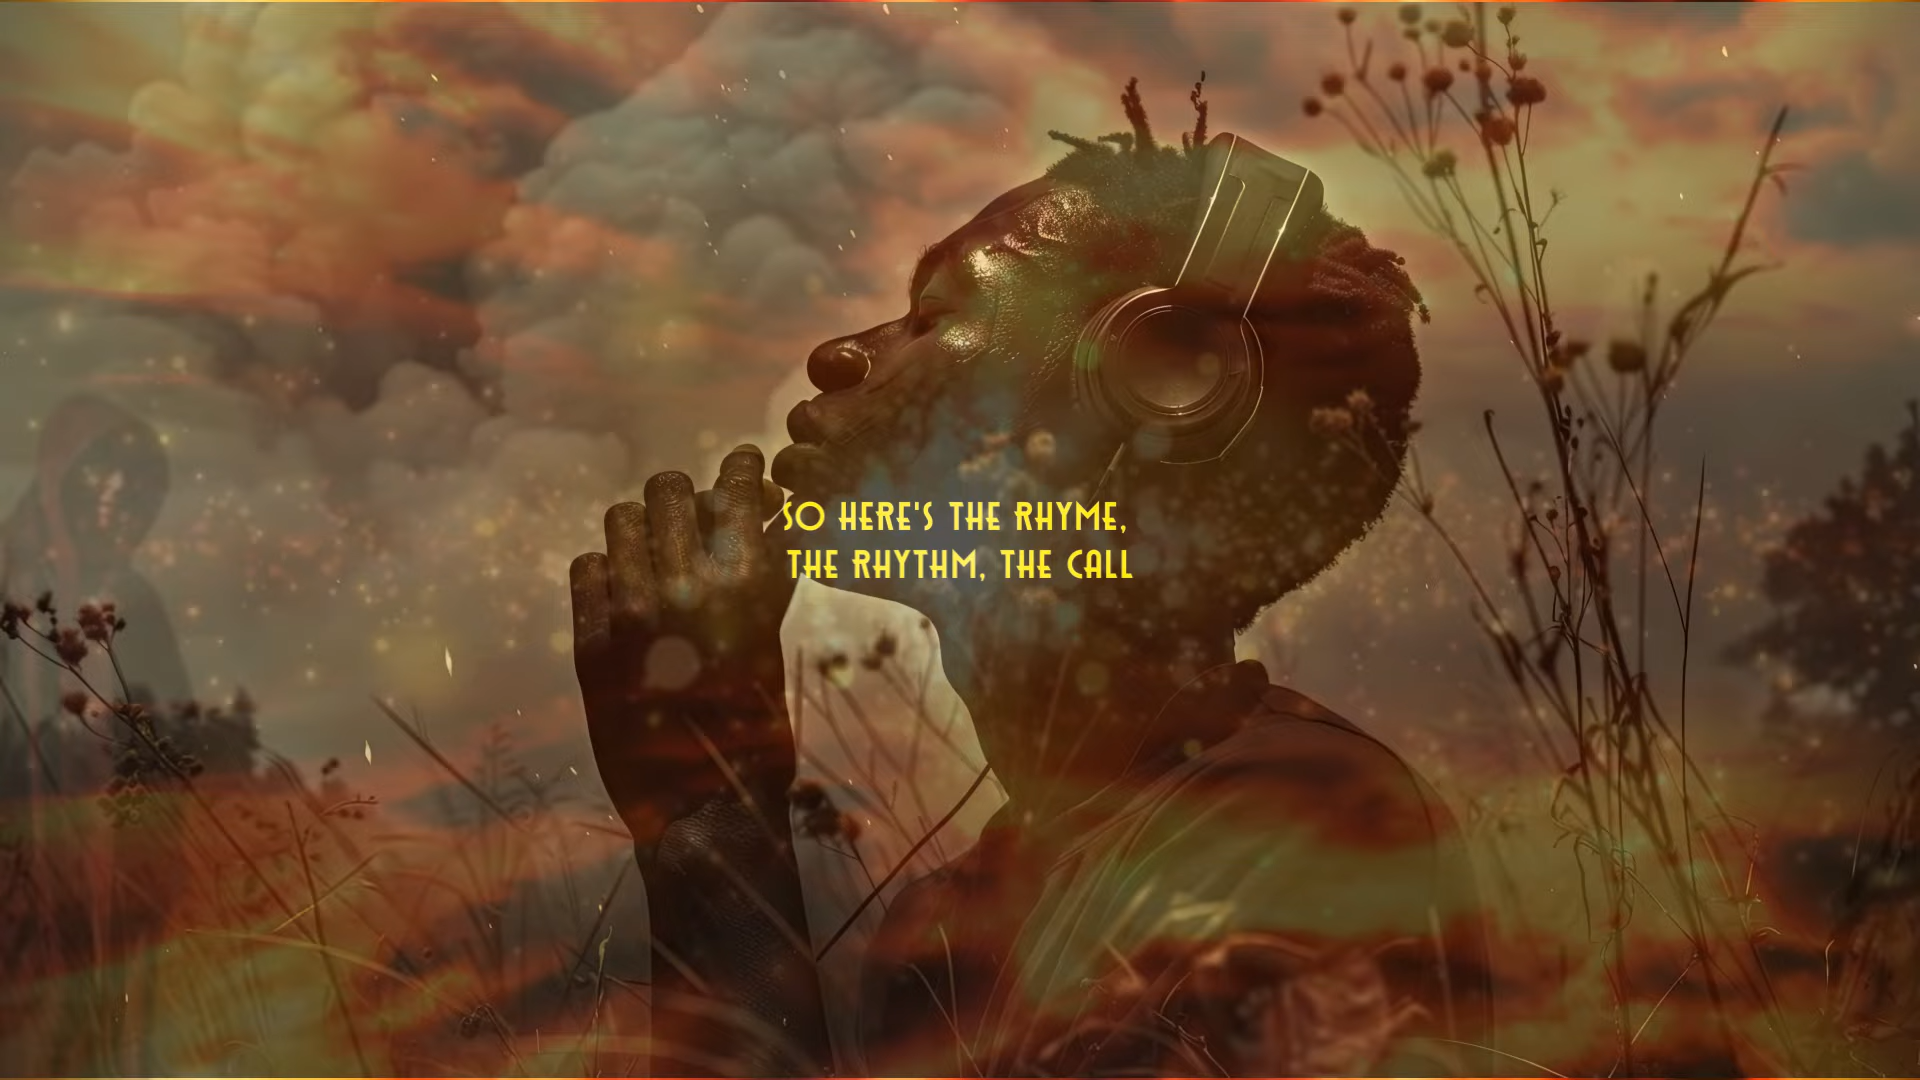 SO HERE'S THE RHYME,
THE RHYTHM, THE CALL